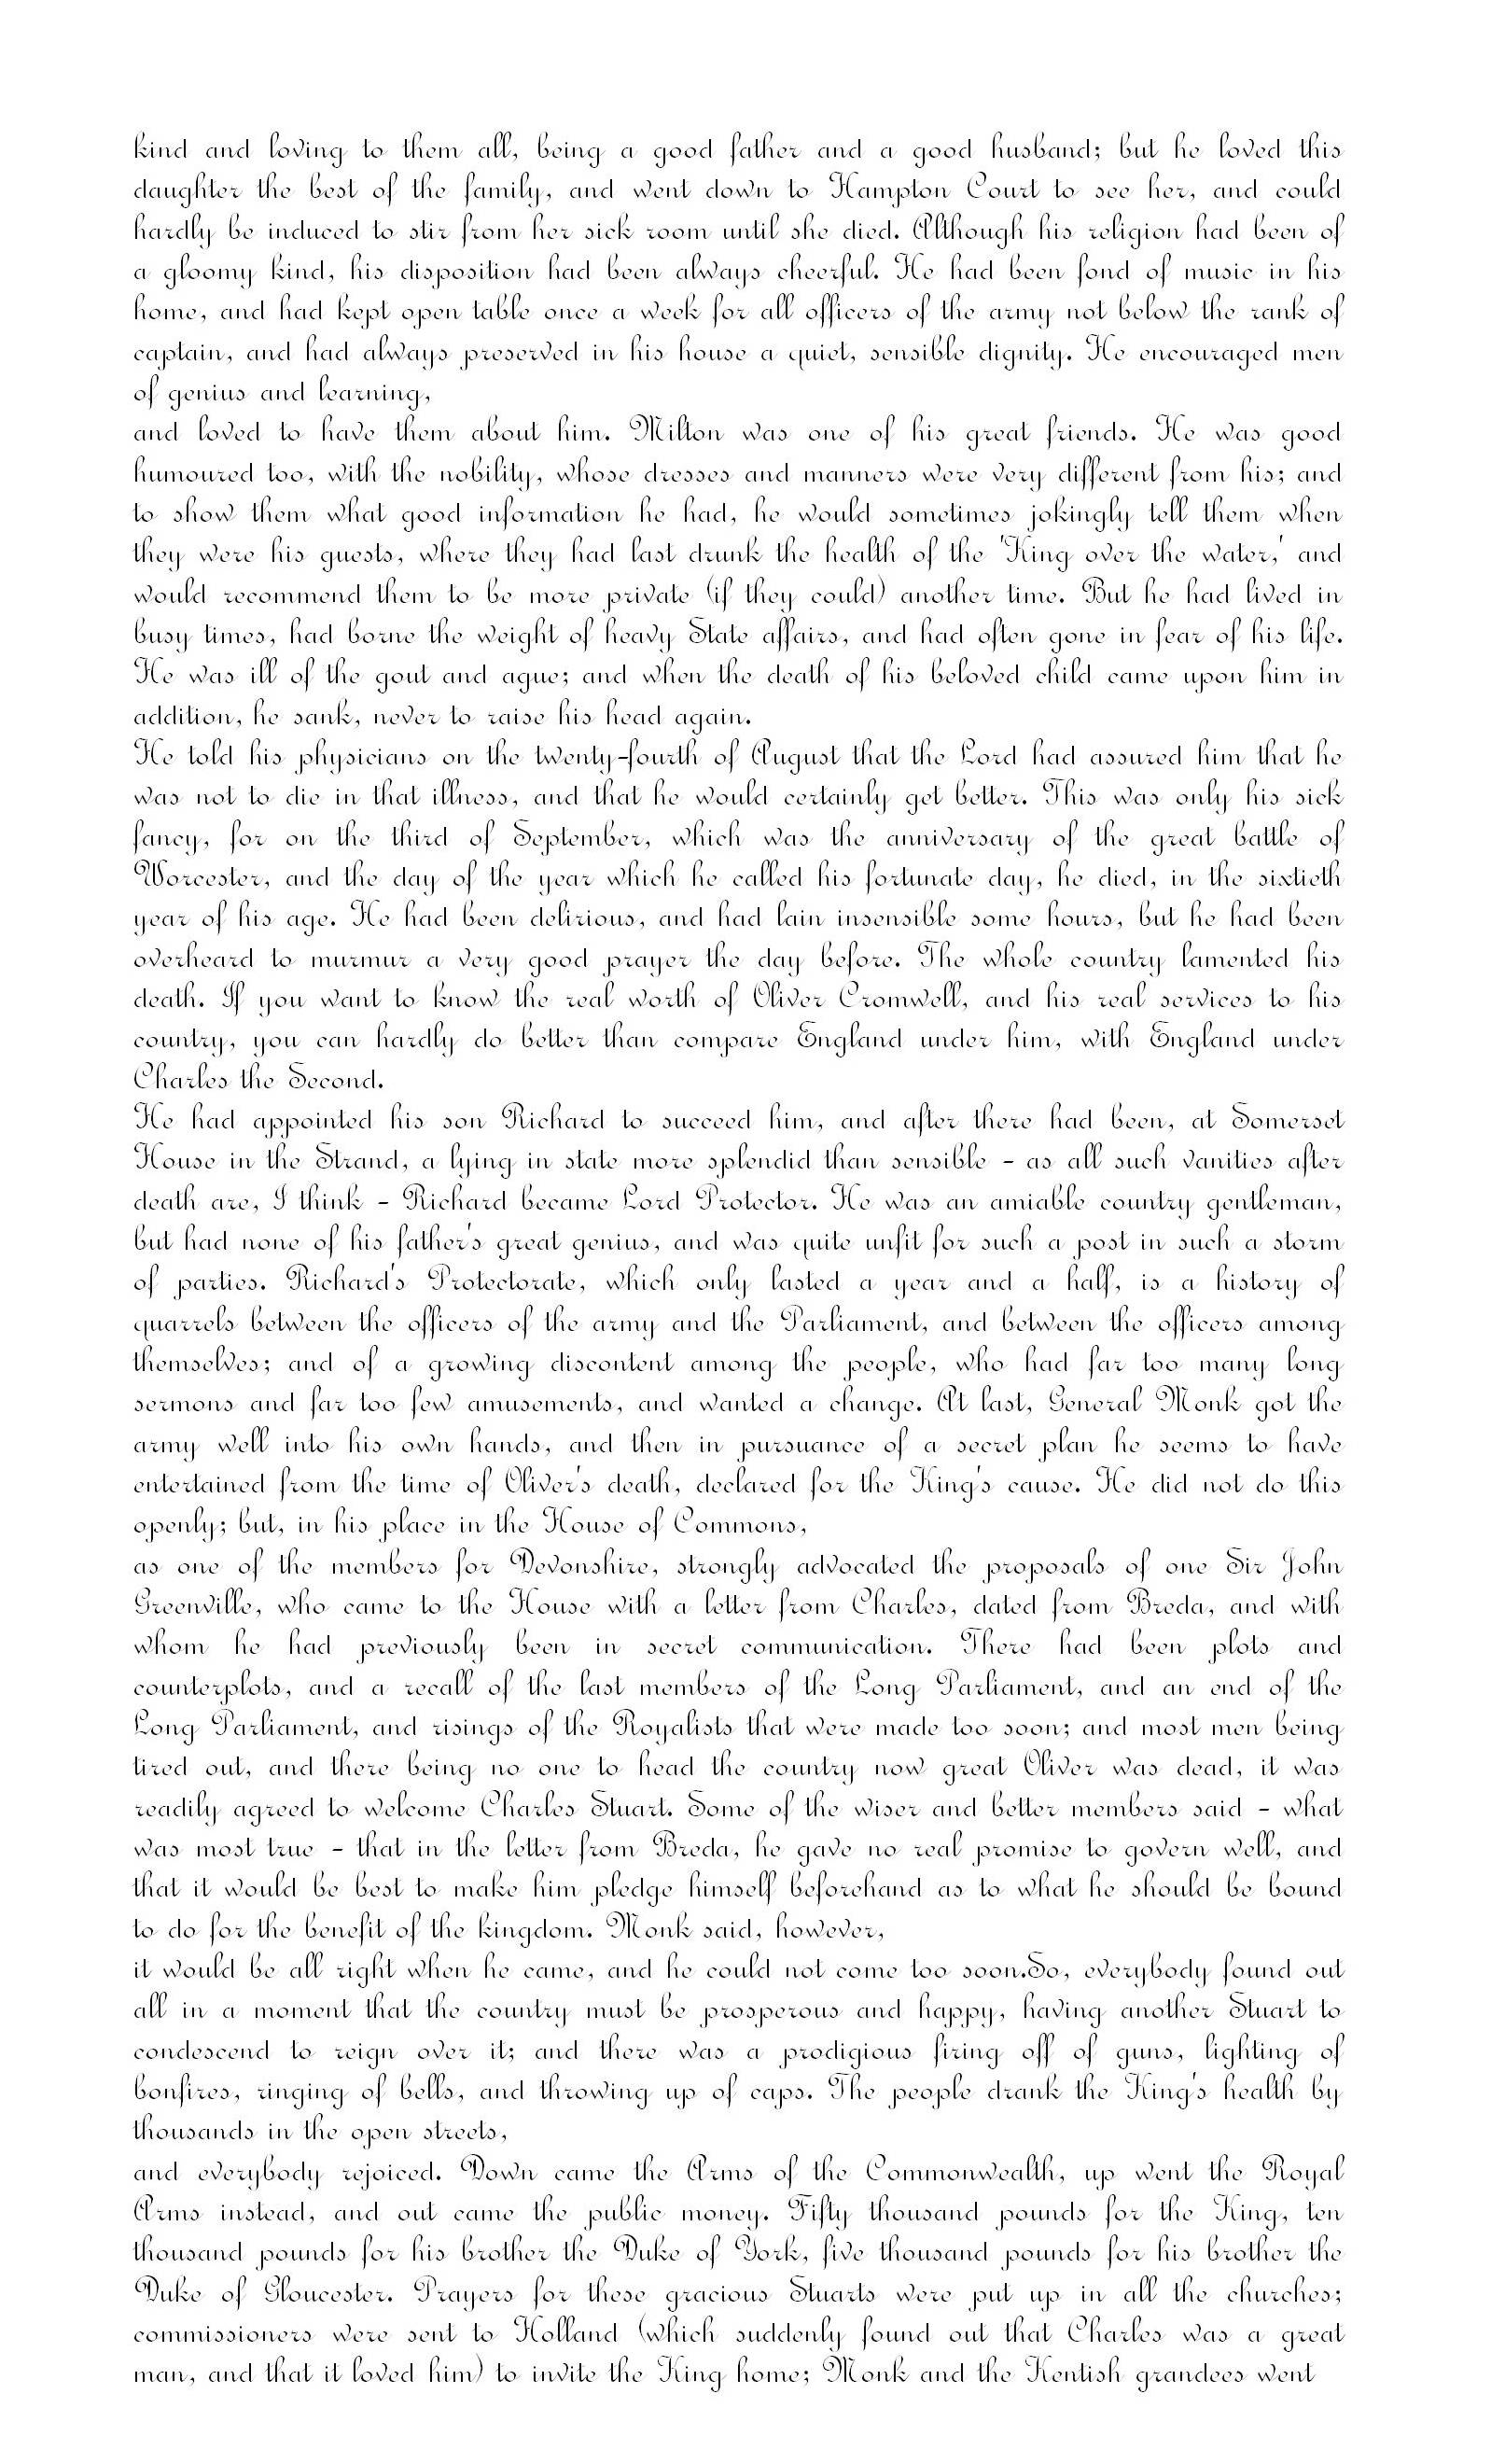 kind and loving to them all, being a good father and a good husband; but he loved this
daughter the best of the family, and went down to Hampton Court to see her, and could
hardly be induced to stir from her sick room until she died. Although his religion had been of
a gloomy kind, his disposition had been always cheerful. He had been fond of music in his
home, and had kept open table once a week for all officers of the army not below the rank of
captain, and had always preserved in his house a quiet, sensible dignity. He encouraged men
of genius and learning,
and loved to have them about him. Milton was one of his great friends. He was good
humoured too, with the nobility, whose dresses and manners were very different from his; and
to show them what good information he had, he would sometimes jokingly tell them when
they were his guests, where they had last drunk the health of the 'King over the water,' and
would recommend them to be more private (if they could) another time. But he had lived in
busy times, had borne the weight of heavy State affairs, and had often gone in fear of his life.
He was ill of the gout and ague; and when the death of his beloved child came upon him in
addition, he sank, never to raise his head again.
He told his physicians on the twenty-fourth of August that the Lord had assured him that he
was not to die in that illness, and that he would certainly get better. This was only his sick
fancy, for on the third of September, which was the anniversary of the great battle of
Worcester, and the day of the year which he called his fortunate day, he died, in the sixtieth
year of his age. He had been delirious, and had lain insensible some hours, but he had been
overheard to murmur a very good prayer the day before. The whole country lamented his
death. If you want to know the real worth of Oliver Cromwell, and his real services to his
country, you can hardly do better than compare England under him, with England under
Charles the Second.
He had appointed his son Richard to succeed him, and after there had been, at Somerset
House in the Strand, a lying in state more splendid than sensible - as all such vanities after
death are, I think - Richard became Lord Protector. He was an amiable country gentleman,
but had none of his father's great genius, and was quite unfit for such a post in such a storm
of parties. Richard's Protectorate, which only lasted a year and a half, is a history of
quarrels between the officers of the army and the Parliament, and between the officers among
themselves; and of a growing discontent among the people, who had far too many long
sermons and far too few amusements, and wanted a change. At last, General Monk got the
army well into his own hands, and then in pursuance of a secret plan he seems to have
entertained from the time of Oliver's death, declared for the King's cause. He did not do this
openly; but, in his place in the House of Commons,
as one of the members for Devonshire, strongly advocated the proposals of one Sir John
Greenville, who came to the House with a letter from Charles, dated from Breda, and with
whom he had previously been in secret communication. There had been plots and
counterplots, and a recall of the last members of the Long Parliament, and an end of the
Long Parliament, and risings of the Royalists that were made too soon; and most men being
tired out, and there being no one to head the country now great Oliver was dead, it was
readily agreed to welcome Charles Stuart. Some of the wiser and better members said - what
was most true - that in the letter from Breda, he gave no real promise to govern well, and
that it would be best to make him pledge himself beforehand as to what he should be bound
to do for the benefit of the kingdom. Monk said, however,
it would be all right when he came, and he could not come too soon.So, everybody found out
all in a moment that the country must be prosperous and happy, having another Stuart to
condescend to reign over it; and there was a prodigious firing off of guns, lighting of
bonfires, ringing of bells, and throwing up of caps. The people drank the King's health by
thousands in the open streets,
and everybody rejoiced. Down came the Arms of the Commonwealth, up went the Royal
Arms instead, and out came the public money. Fifty thousand pounds for the King, ten
thousand pounds for his brother the Duke of York, five thousand pounds for his brother the
Duke of Gloucester. Prayers for these gracious Stuarts were put up in all the churches;
commissioners were sent to Holland (which suddenly found out that Charles was a great
man, and that it loved him) to invite the King home; Monk and the Kentish grandees went